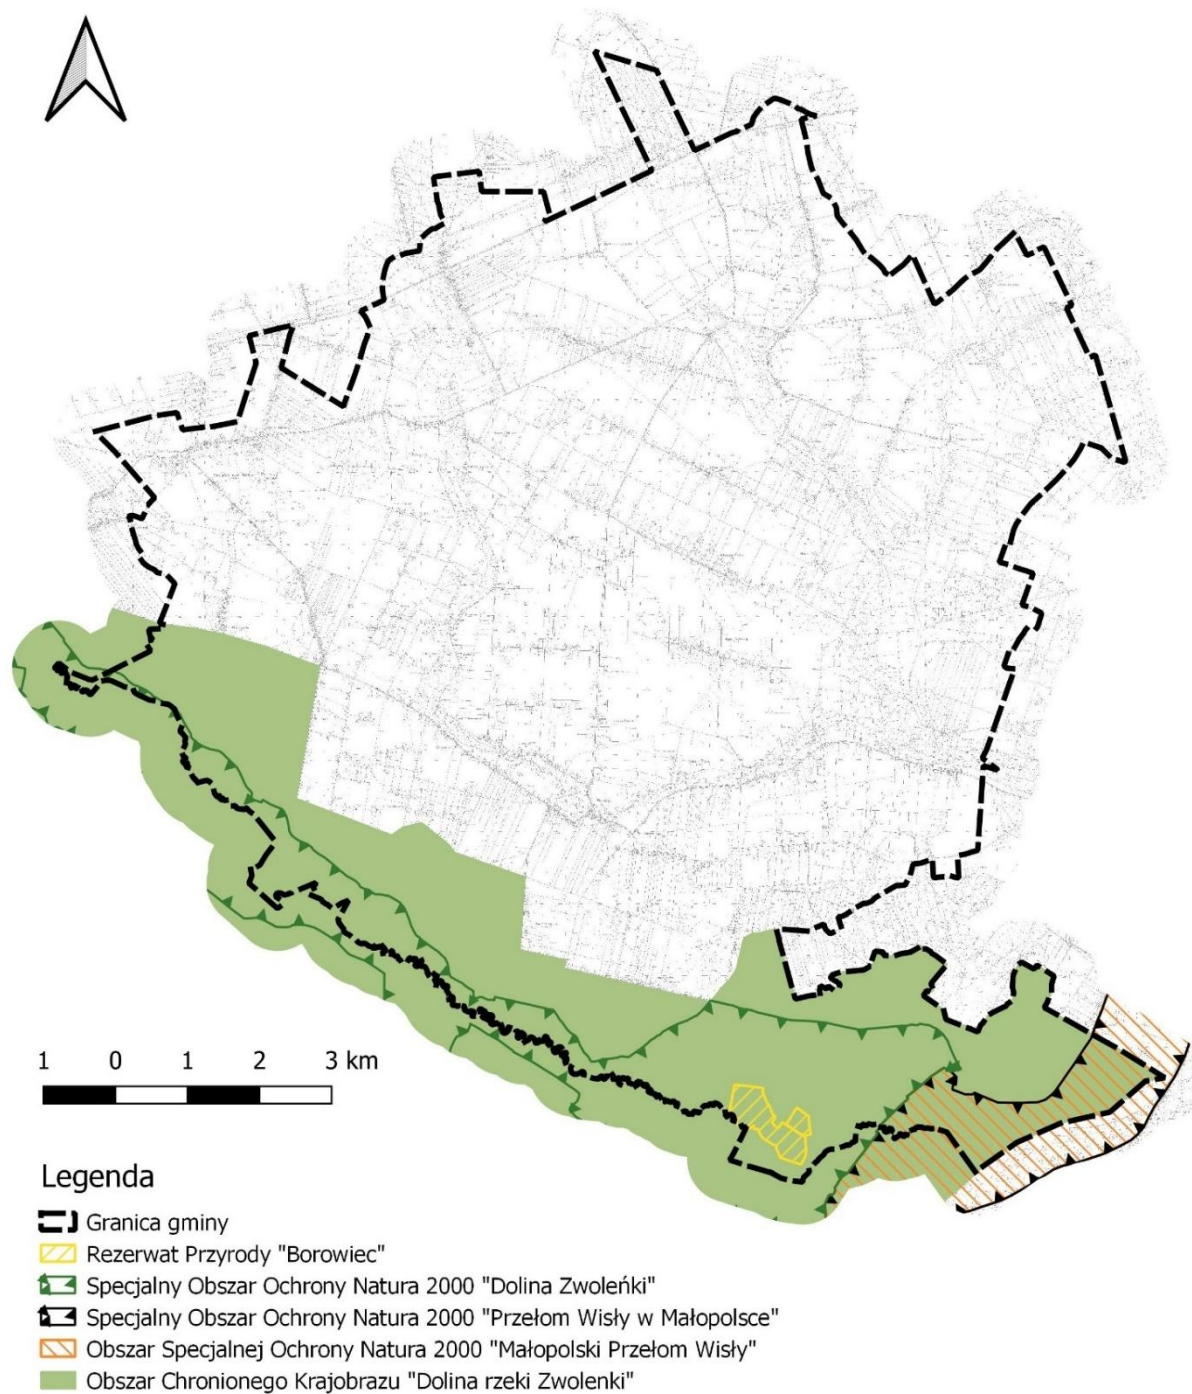 1 0 1 2 3 km
Legenda
Granica gminy
Rezerwat Przyrody "Borowiec"
Specjalny Obszar Ochrony Natura 2000 "Dolina Zwoleńki"
Specjalny Obszar Ochrony Natura 2000 "Przełom Wisły w Małopolsce"
Obszar Specjalnej Ochrony Natura 2000 "Małopolski Przełom Wisły"
Obszar Chronionego Krajobrazu "Dolina rzeki Zwolenki"